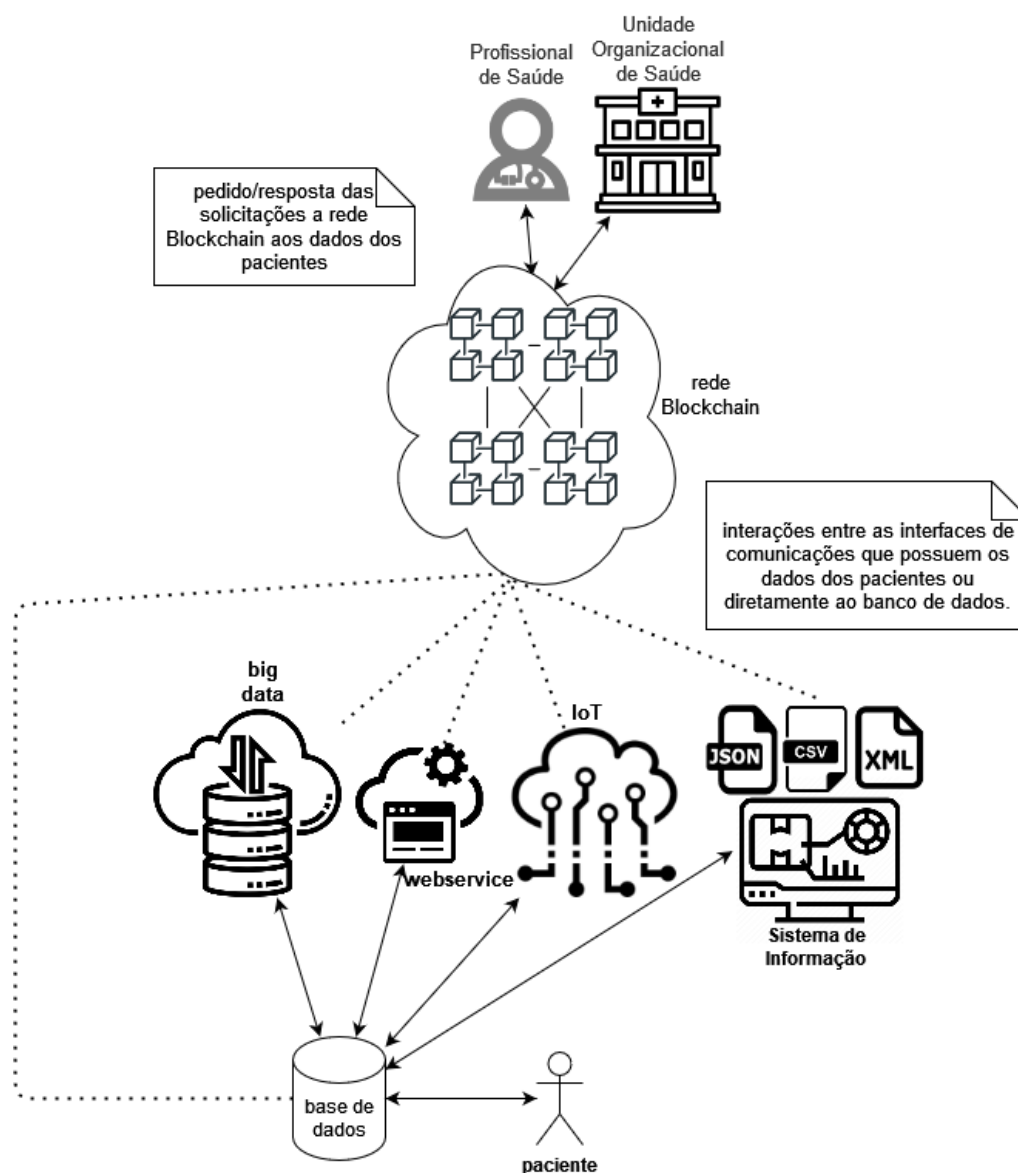 Profissional
de Saúde
Unidade
Organizacional
de Saúde
pedido/resposta das
solicitações a rede
Blockchain aos dados dos
pacientes
rede
Blockchain
interações entre as interfaces de
comunicações que possuem os
dados dos pacientes ou
diretamente ao banco de dados.
big
data
webservice
IoT
JSON
CSV
XML
Sistema de
Informação
base de
dados
paciente